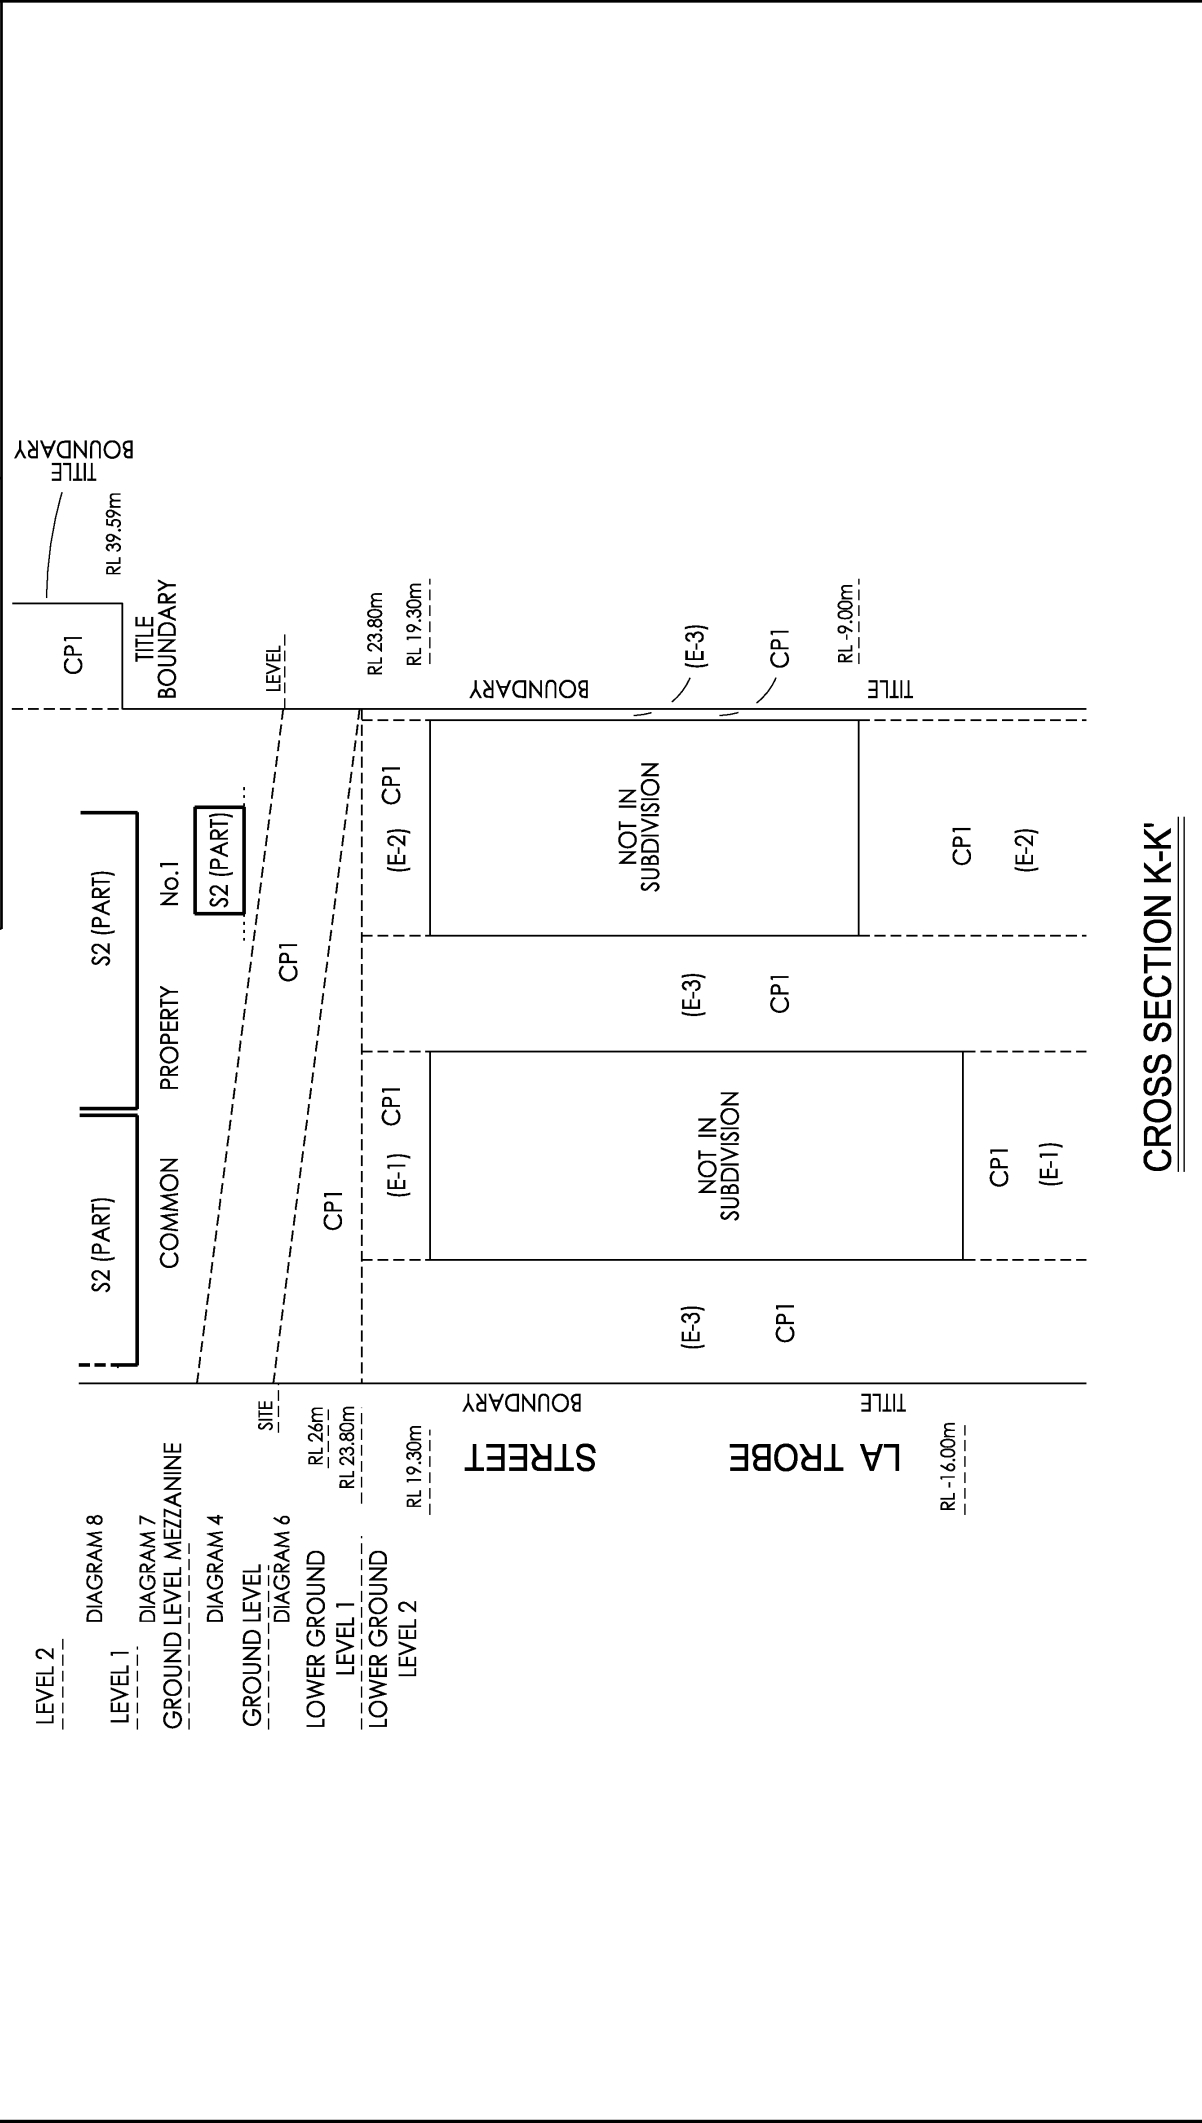 LEVEL 2
DIAGRAM 8
LEVEL 1
DIAGRAM 7
GROUND LEVEL MEZZANINE
DIAGRAM 4
GROUND LEVEL
DIAGRAM 6
LOWER GROUND
LEVEL 1
LOWER GROUND
LEVEL 2
SITE
RL 26m
RL 23.80m
RL 19.30m
RL -16.00m
LA TROBE STREET
TITLE BOUNDARY
S2 (PART)
S2 (PART)
COMMON PROPERTY No.1
S2 (PART)
CP1
TITLE
BOUNDARY
RL 39.59m
TITLE
BOUNDARY
LEVEL
CP1
CP1
RL 23.80m
RL 19.30m
(E-1) CP1
(E-2) CP1
NOT IN
SUBDIVISION
NOT IN
SUBDIVISION
(E-3)
CP1
(E-3)
CP1
(E-3)
CP1
TITLE BOUNDARY
RL -9.00m
CP1
(E-1)
CP1
(E-2)
CROSS SECTION K-K'